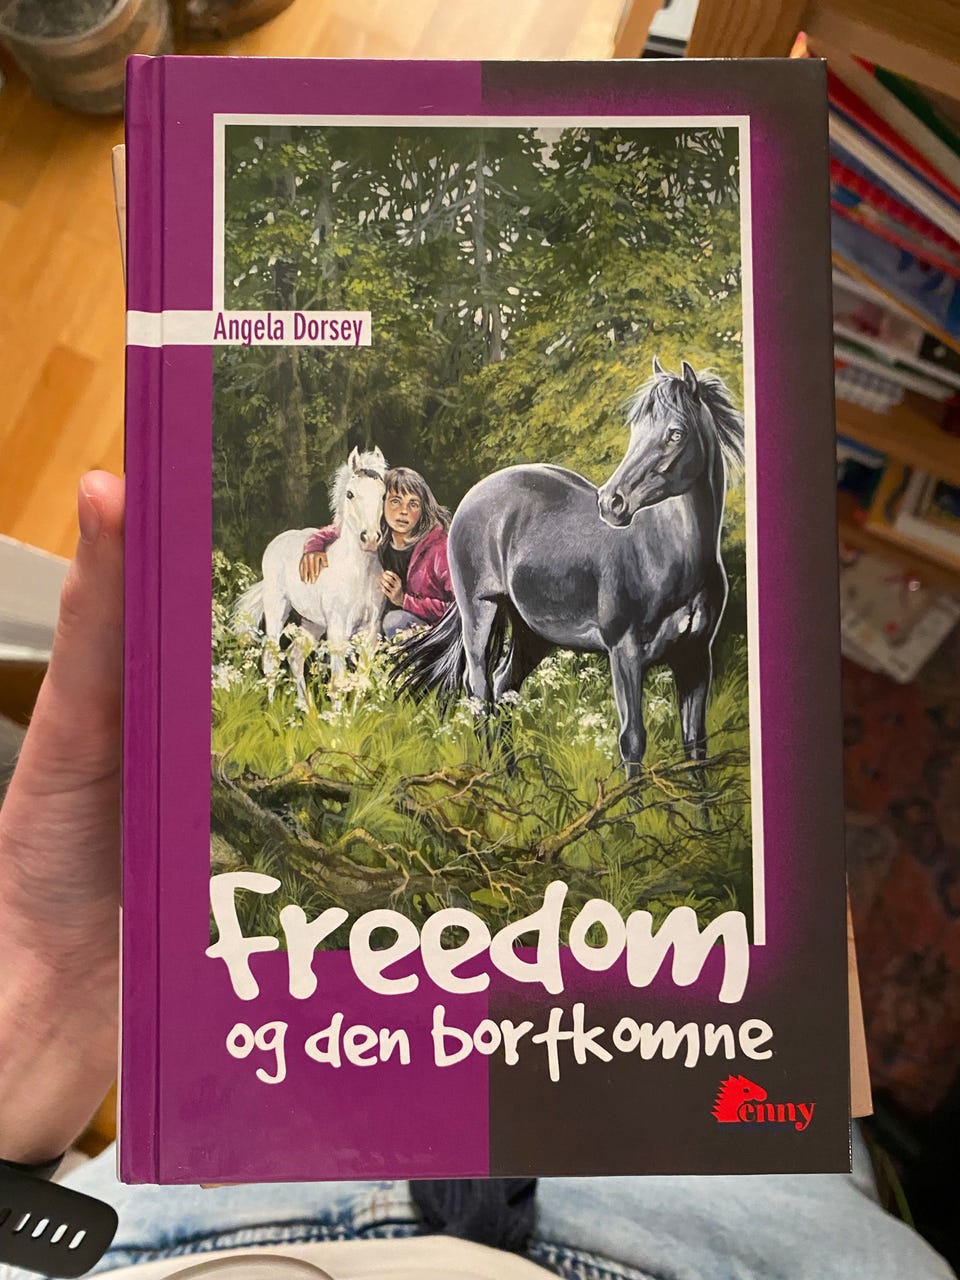 Angela Dorsey
freedom
og den bortkomne
Penny